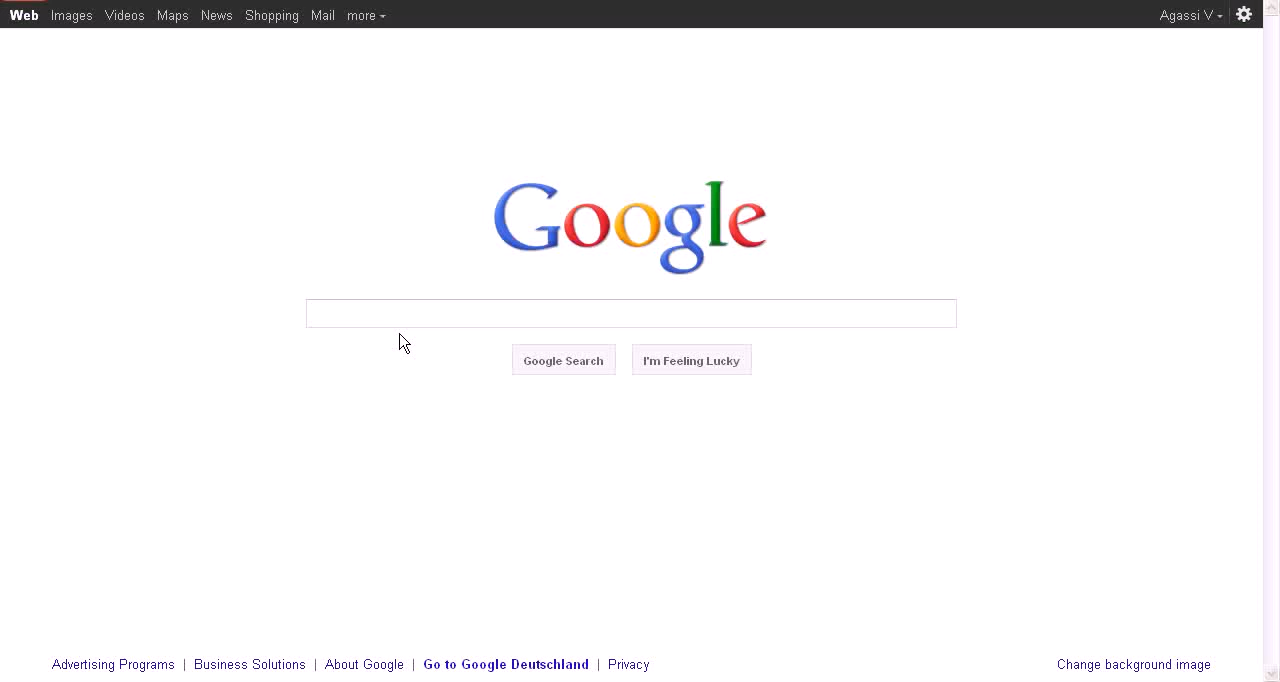 Web Images Videos Maps News Shopping Mail more Agassi V
Google
Google Search I'm Feeling Lucky
Advertising Programs | Business Solutions | About Google | Go to Google Deutschland | Privacy Change background image